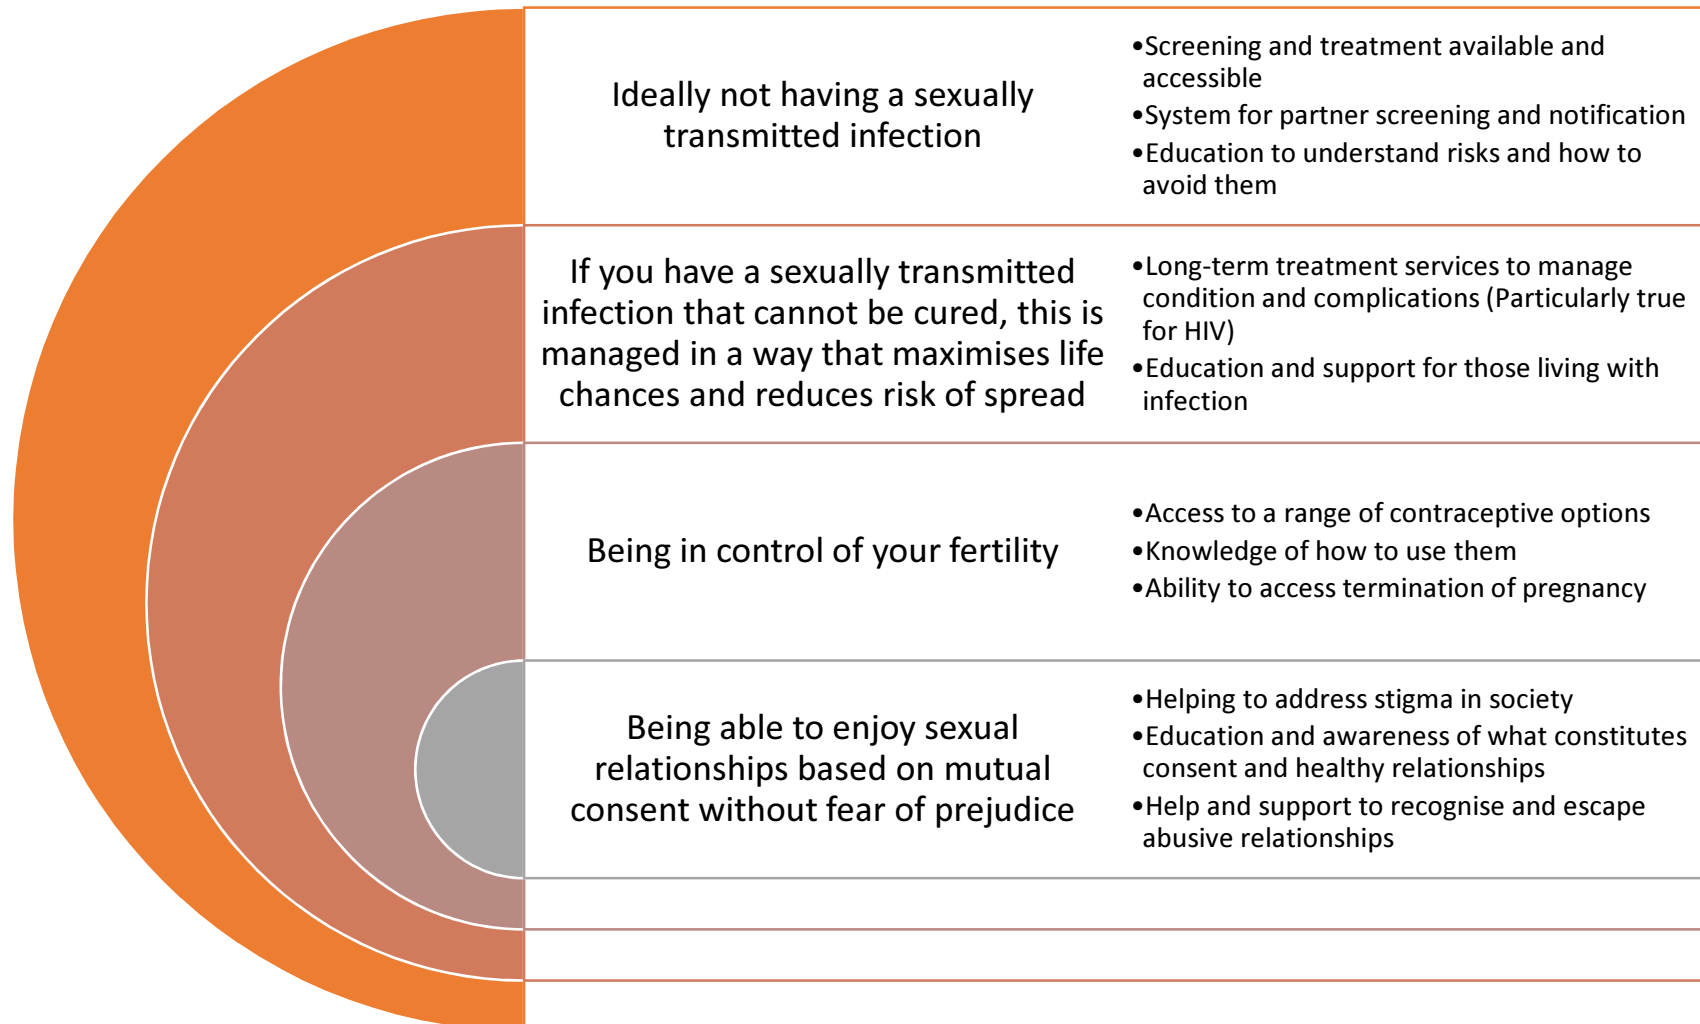 Ideally not having a sexually
transmitted infection
•Screening and treatment available and
accessible
•System for partner screening and notification
•Education to understand risks and how to
avoid them
If you have a sexually transmitted
infection that cannot be cured, this is
managed in a way that maximises life
chances and reduces risk of spread
•Long-term treatment services to manage
condition and complications (Particularly true
for HIV)
•Education and support for those living with
infection
Being in control of your fertility
•Access to a range of contraceptive options
•Knowledge of how to use them
•Ability to access termination of pregnancy
Being able to enjoy sexual
relationships based on mutual
consent without fear of prejudice
•Helping to address stigma in society
•Education and awareness of what constitutes
consent and healthy relationships
•Help and support to recognise and escape
abusive relationships